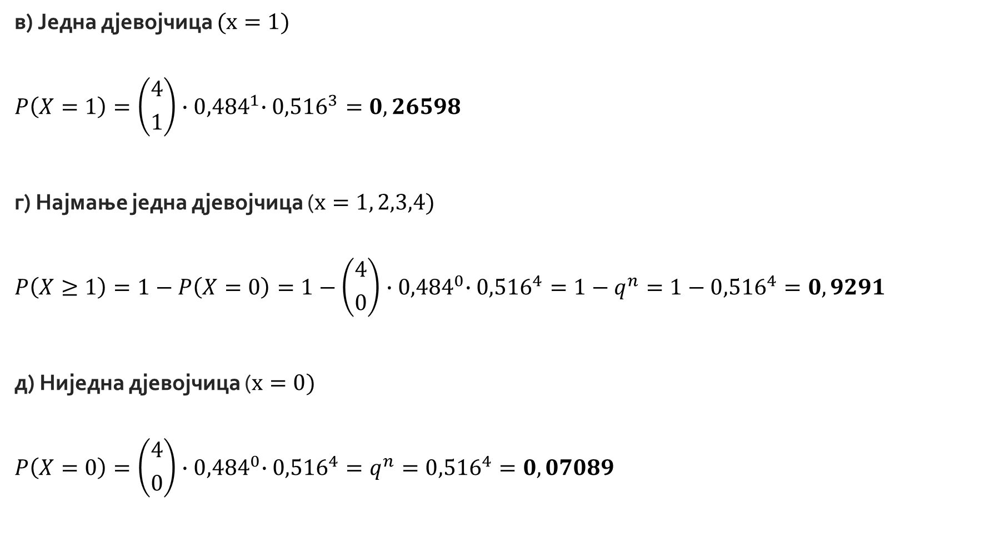 в) Једна дјевојчица (x = 1)
P(X = 1) = (4 1) · 0,484¹· 0,516³ = 0, 26598
г) Најмање једна дјевојчица (x = 1, 2,3,4)
P(X ≥ 1) = 1 − P(X = 0) = 1 − (4 0) · 0,484⁰· 0,516⁴ = 1 − qⁿ = 1 − 0,516⁴ = 0, 9291
д) Ниједна дјевојчица (x = 0)
P(X = 0) = (4 0) · 0,484⁰· 0,516⁴ = qⁿ = 0,516⁴ = 0, 07089